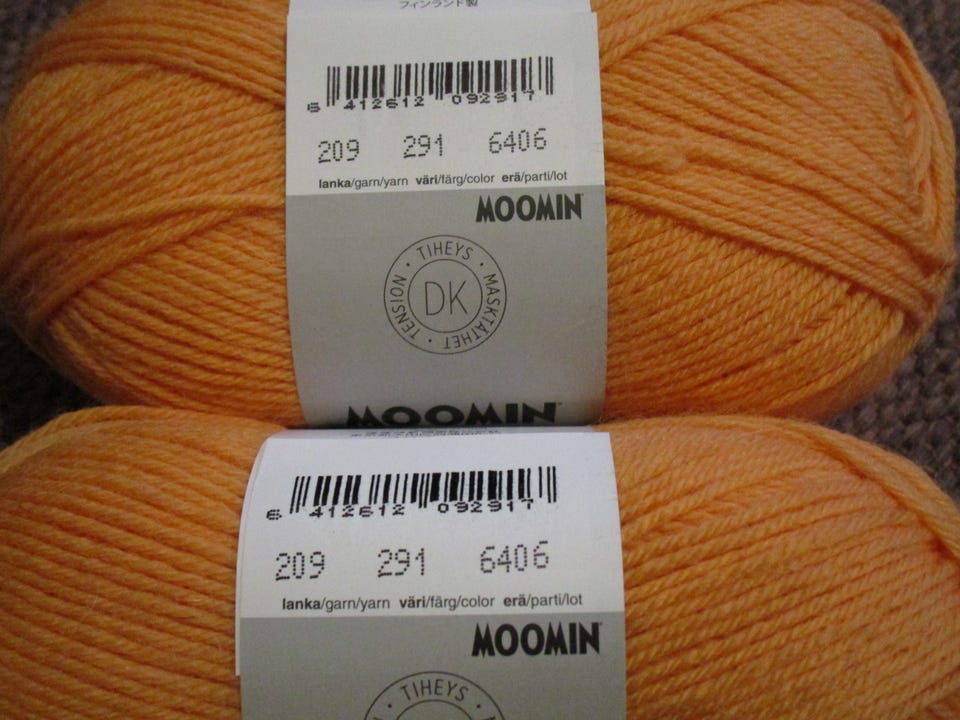 フィンランド製
6 412612 092917
209 291 6406
lanka/garn/yarn väri/färg/color erä/parti/lot
MOOMIN
TIHEYS · MASKTÄTHET · TENSION ·
DK
MOOMIN
6 412612 092917
209 291 6406
lanka/garn/yarn väri/färg/color erä/parti/lot
MOOMIN
TIHEYS